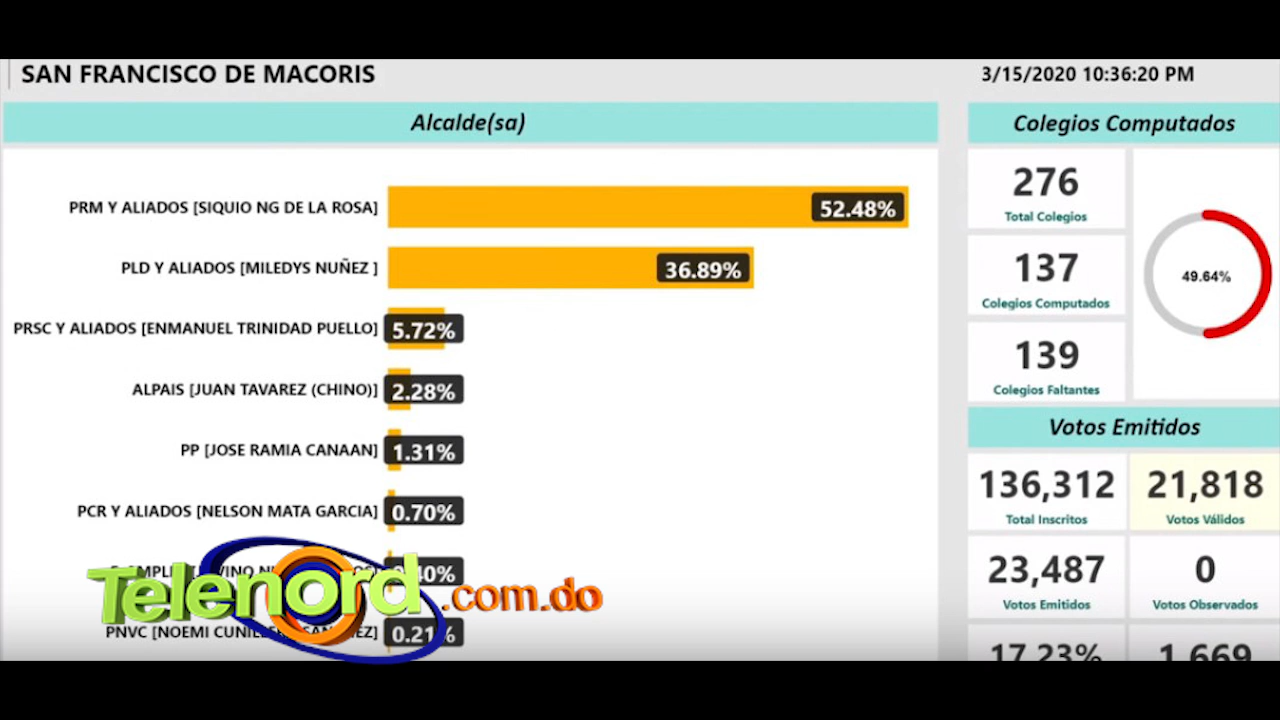 SAN FRANCISCO DE MACORIS
3/15/2020 10:36:20 PM
Alcalde(sa)
PRM Y ALIADOS [SIQUIO NG DE LA ROSA]
52.48%
PLD Y ALIADOS [MILEDYS NUÑEZ ]
36.89%
PRSC Y ALIADOS [ENMANUEL TRINIDAD PUELLO]
5.72%
ALPAIS [JUAN TAVAREZ (CHINO)]
2.28%
PP [JOSE RAMIA CANAAN]
1.31%
PCR Y ALIADOS [NELSON MATA GARCIA]
0.70%
PNVC [NOEMI
0.21%
Telenord.com.do
Colegios Computados
276
Total Colegios
137
Colegios Computados
139
Colegios Faltantes
49.64%
Votos Emitidos
136,312
Total Inscritos
21,818
Votos Válidos
23,487
Votos Emitidos
0
Votos Observados
17.23%
1,669